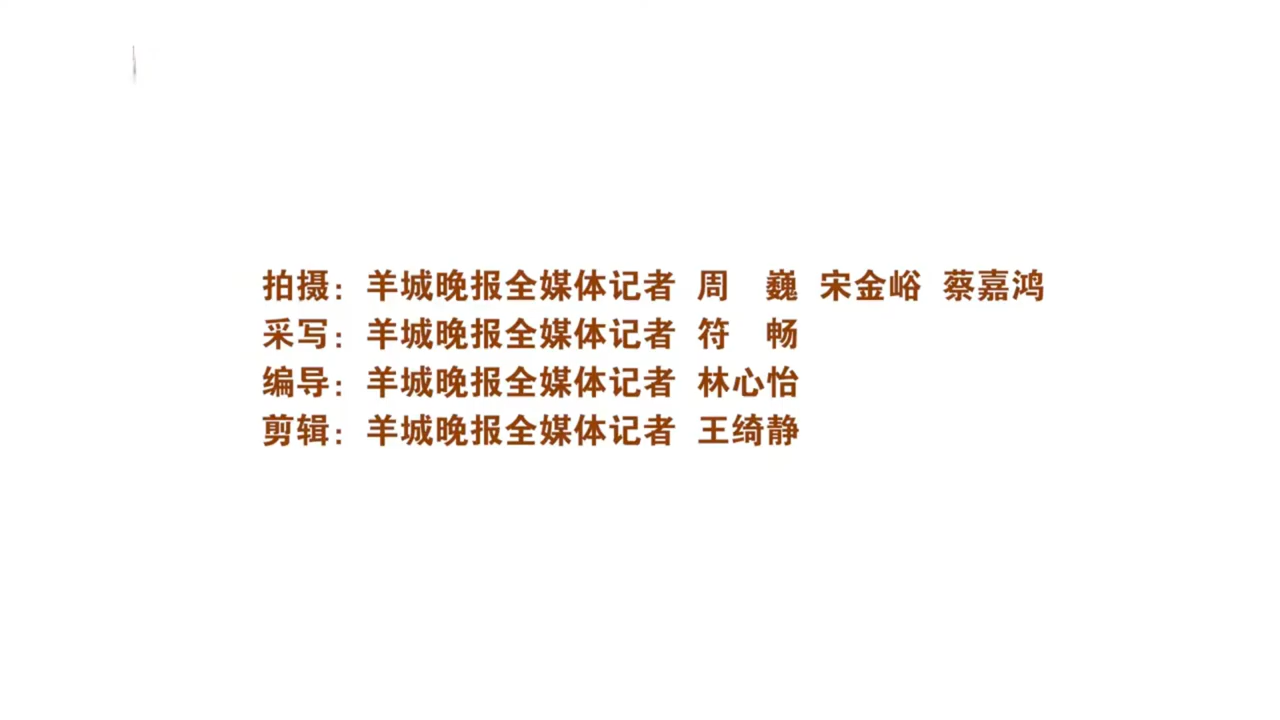 拍摄：羊城晚报全媒体记者 周　巍 宋金峪 蔡嘉鸿
采写：羊城晚报全媒体记者 符　畅
编导：羊城晚报全媒体记者 林心怡
剪辑：羊城晚报全媒体记者 王绮静